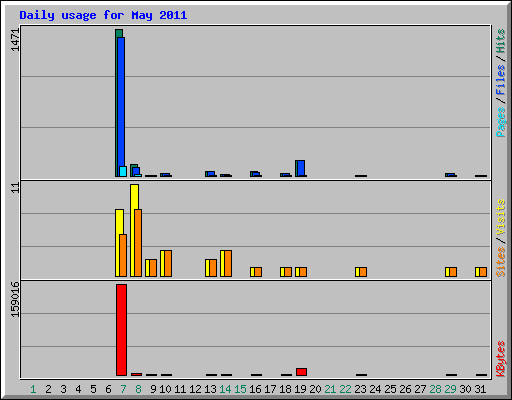 Daily usage for May 2011
1471
Pages / Files / Hits
11
Sites / Visits
159016
KBytes
1 2 3 4 5 6 7 8 9 10 11 12 13 14 15 16 17 18 19 20 21 22 23 24 25 26 27 28 29 30 31